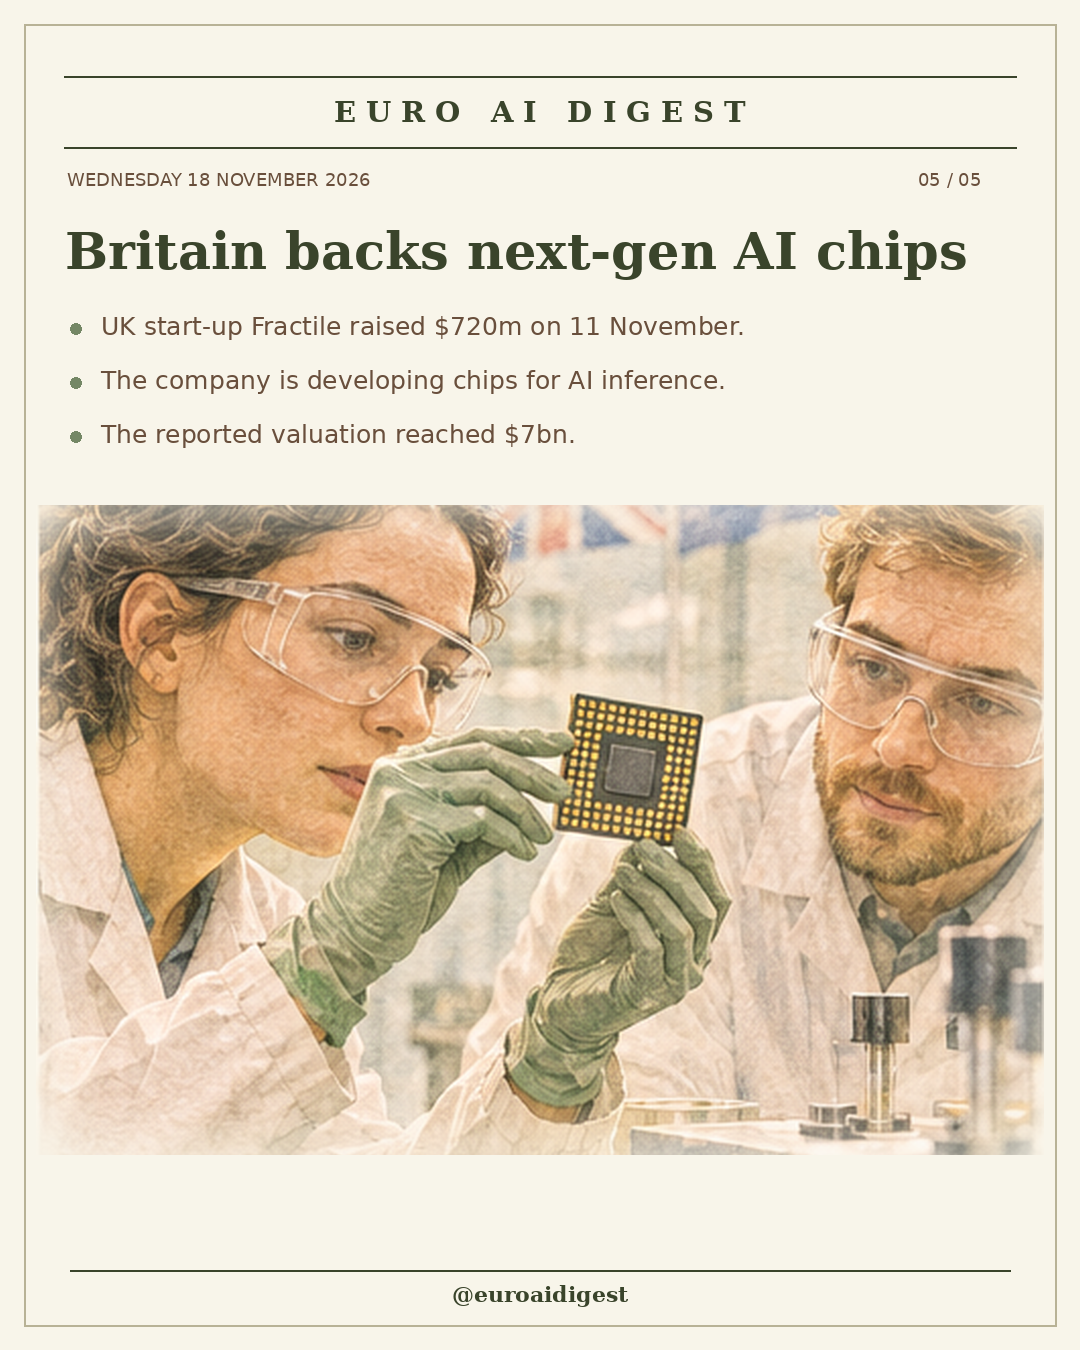 EURO AI DIGEST
WEDNESDAY 18 NOVEMBER 2026
05 / 05
Britain backs next-gen AI chips
UK start-up Fractile raised $720m on 11 November.
The company is developing chips for AI inference.
The reported valuation reached $7bn.
@euroaidigest